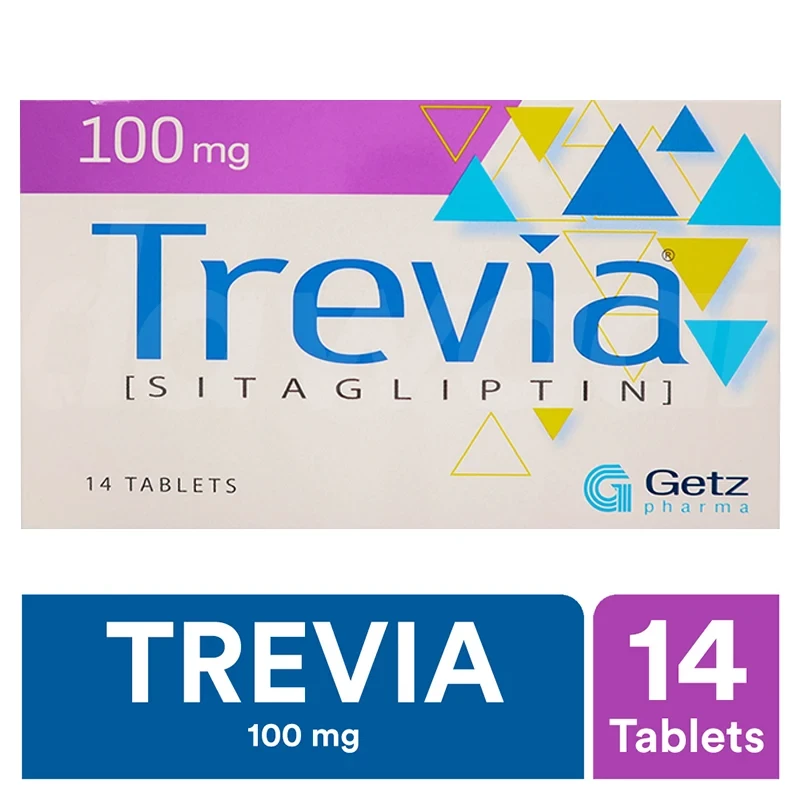 100 mg
Trevia®
[SITAGLIPTIN]
14 TABLETS
Getz
pharma
TREVIA
100 mg
14
Tablets